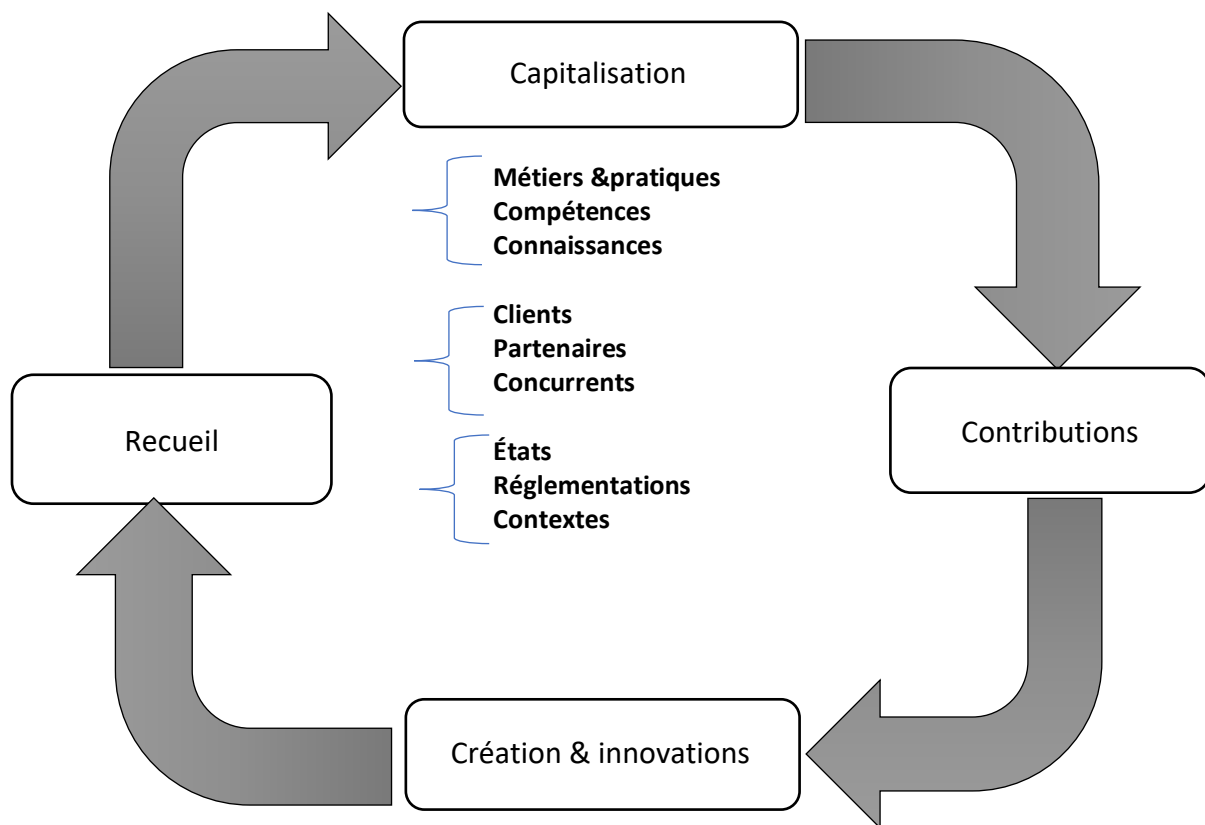 Capitalisation
Métiers &pratiques
Compétences
Connaissances
Clients
Partenaires
Concurrents
Recueil
Contributions
États
Réglementations
Contextes
Création & innovations